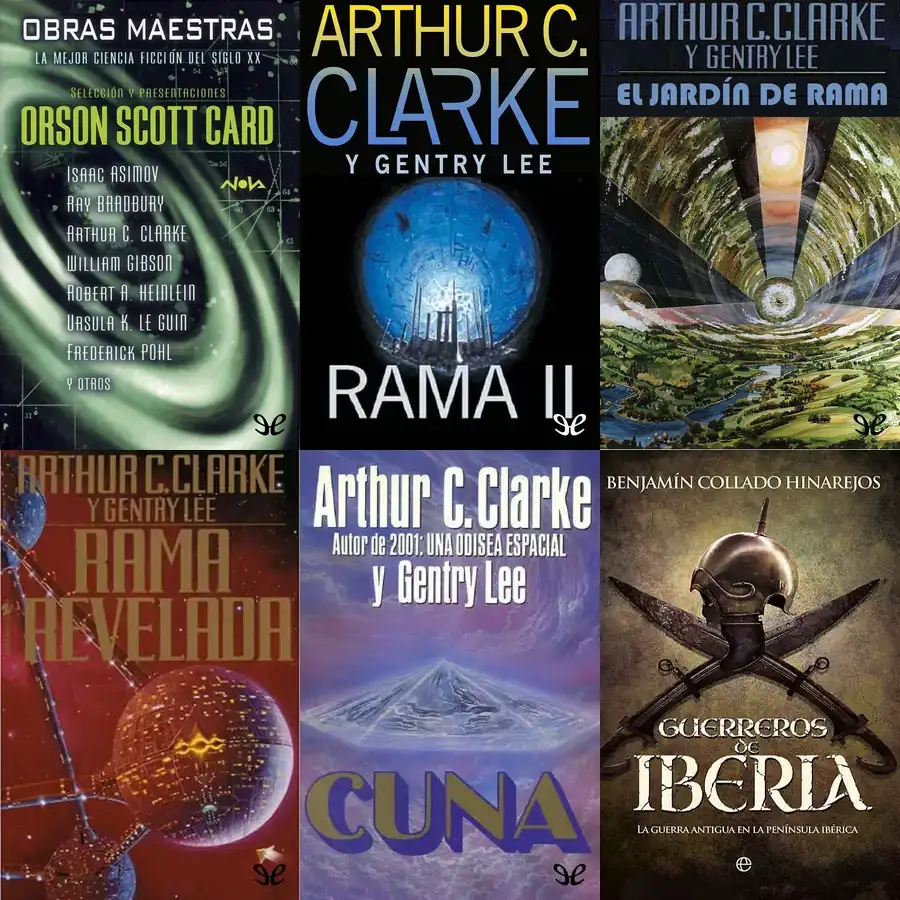 OBRAS MAESTRAS
LA MEJOR CIENCIA FICCIÓN DEL SIGLO XX
SELECCIÓN Y PRESENTACIONES
ORSON SCOTT CARD
ISAAC ASIMOV
RAY BRADBURY
ARTHUR C. CLARKE
WILLIAM GIBSON
ROBERT A. HEINLEIN
URSULA K. LE GUIN
FREDERICK POHL
Y OTROS
NOVA
ARTHUR C.
CLARKE
Y GENTRY LEE
RAMA II
ARTHUR C. CLARKE
Y GENTRY LEE
EL JARDÍN DE RAMA
ARTHUR C. CLARKE
Y GENTRY LEE
RAMA
REVELADA
Arthur C. Clarke
Autor de 2001: UNA ODISEA ESPACIAL
y Gentry Lee
CUNA
BENJAMÍN COLLADO HINAREJOS
GUERREROS
DE
IBERIA
LA GUERRA ANTIGUA EN LA PENÍNSULA IBÉRICA